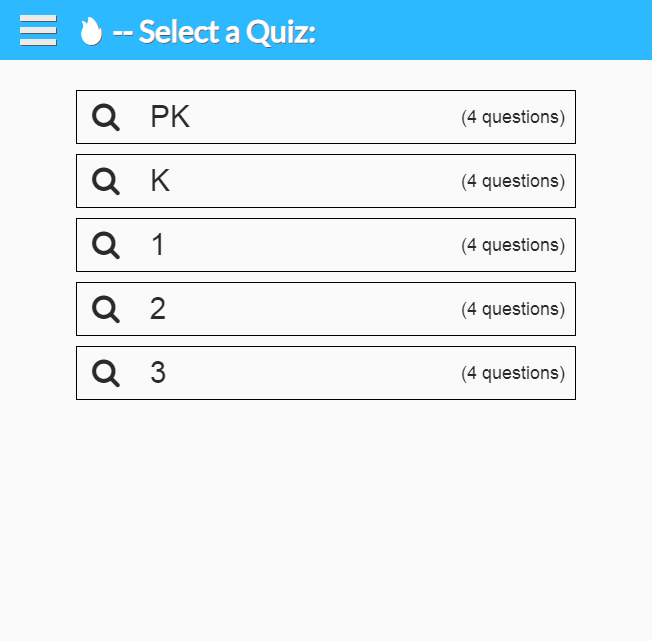 -- Select a Quiz:
PK (4 questions)
K (4 questions)
1 (4 questions)
2 (4 questions)
3 (4 questions)